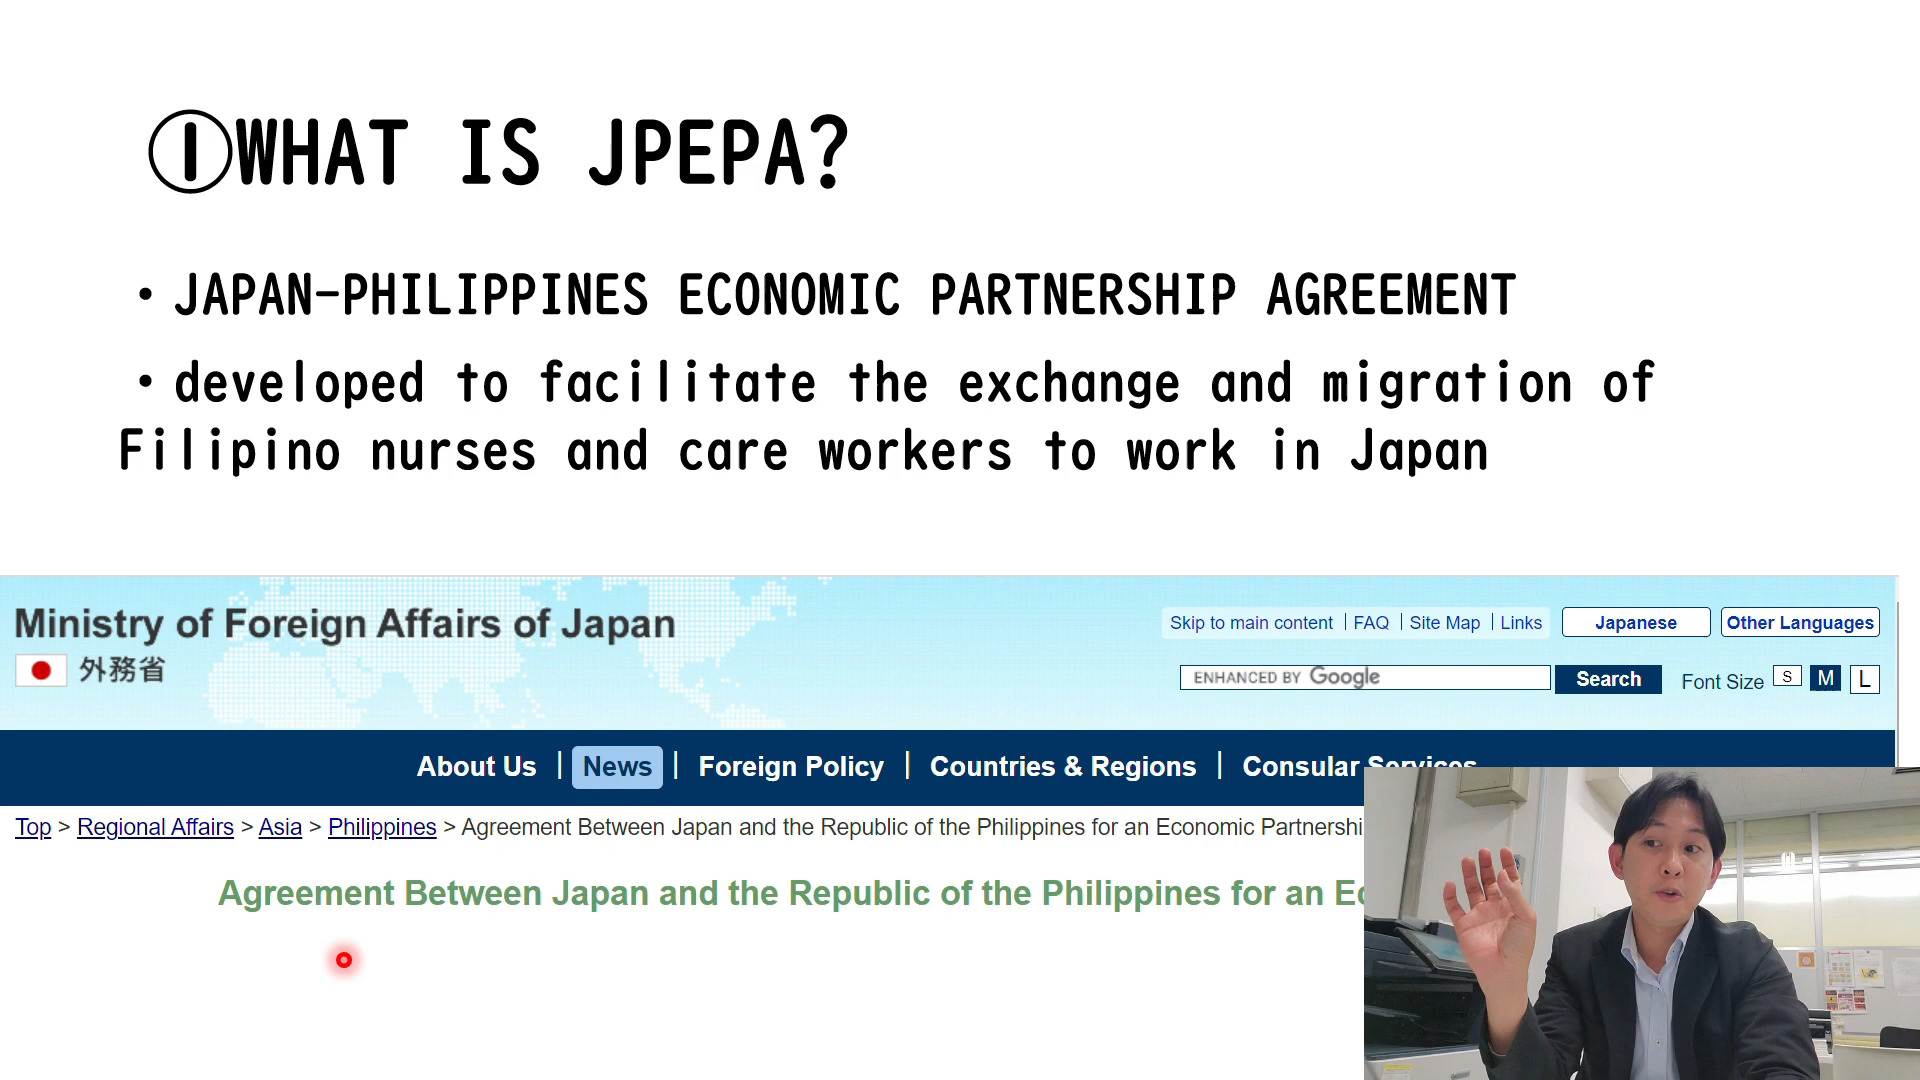 ①WHAT IS JPEPA?
・JAPAN-PHILIPPINES ECONOMIC PARTNERSHIP AGREEMENT
・developed to facilitate the exchange and migration of
Filipino nurses and care workers to work in Japan
Ministry of Foreign Affairs of Japan
外務省
Skip to main content | FAQ | Site Map | Links
Japanese
Other Languages
ENHANCED BY Google
Search
Font Size S M L
About Us | News | Foreign Policy | Countries & Regions | Consular Services
Top > Regional Affairs > Asia > Philippines > Agreement Between Japan and the Republic of the Philippines for an Economic Partnershi
Agreement Between Japan and the Republic of the Philippines for an Ec